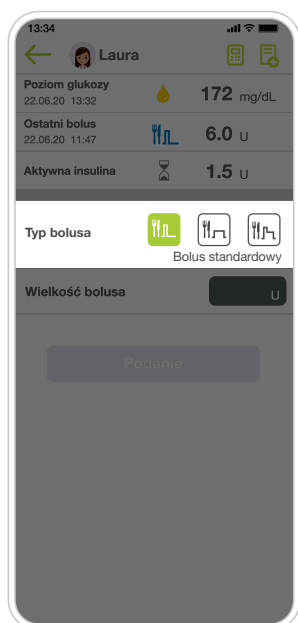 13:34
Laura
Poziom glukozy
22.06.20 13:32
172 mg/dL
Ostatni bolus
22.06.20 11:47
6.0 U
Aktywna insulina
1.5 U
Typ bolusa
Bolus standardowy
Wielkość bolusa
U
Podanie